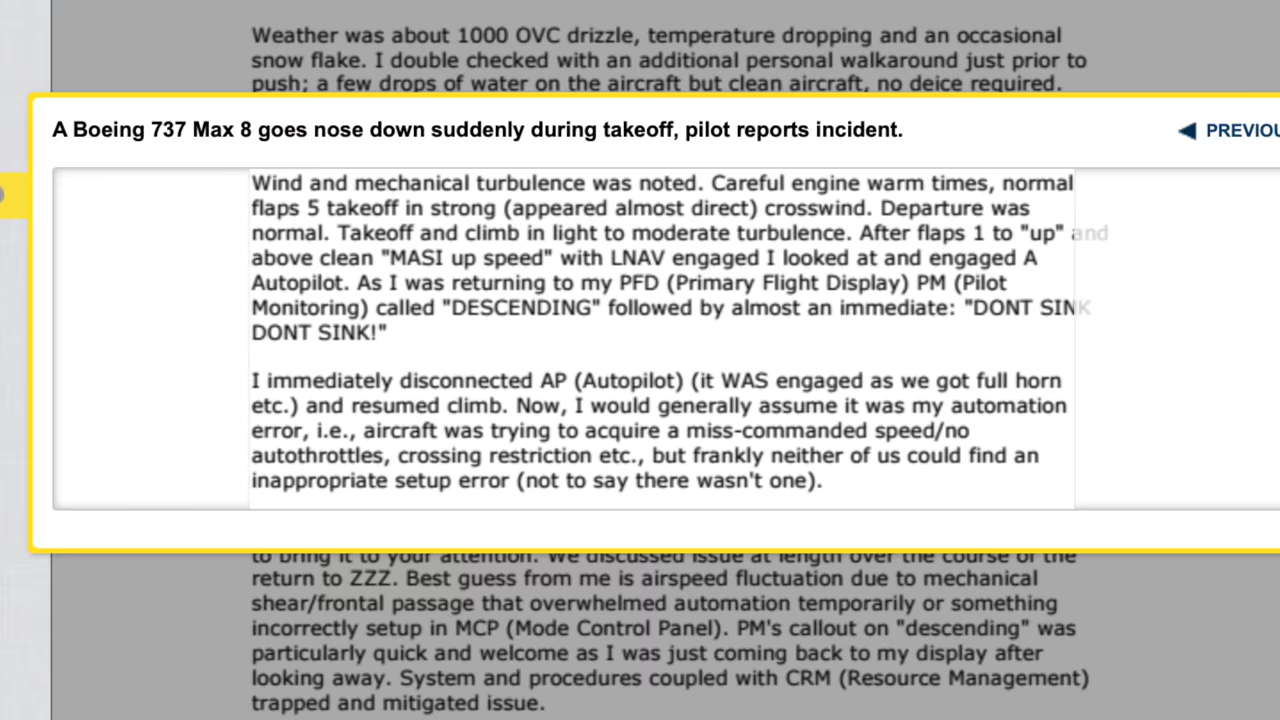 Weather was about 1000 OVC drizzle, temperature dropping and an occasional
snow flake. I double checked with an additional personal walkaround just prior to
push; a few drops of water on the aircraft but clean aircraft, no deice required.
A Boeing 737 Max 8 goes nose down suddenly during takeoff, pilot reports incident.
PREVIOU
Wind and mechanical turbulence was noted. Careful engine warm times, normal
flaps 5 takeoff in strong (appeared almost direct) crosswind. Departure was
normal. Takeoff and climb in light to moderate turbulence. After flaps 1 to "up" and
above clean "MASI up speed" with LNAV engaged I looked at and engaged A
Autopilot. As I was returning to my PFD (Primary Flight Display) PM (Pilot
Monitoring) called "DESCENDING" followed by almost an immediate: "DONT SINK
DONT SINK!"
I immediately disconnected AP (Autopilot) (it WAS engaged as we got full horn
etc.) and resumed climb. Now, I would generally assume it was my automation
error, i.e., aircraft was trying to acquire a miss-commanded speed/no
autothrottles, crossing restriction etc., but frankly neither of us could find an
inappropriate setup error (not to say there wasn't one).
to bring it to your attention. We discussed issue at length over the course of the
return to ZZZ. Best guess from me is airspeed fluctuation due to mechanical
shear/frontal passage that overwhelmed automation temporarily or something
incorrectly setup in MCP (Mode Control Panel). PM's callout on "descending" was
particularly quick and welcome as I was just coming back to my display after
looking away. System and procedures coupled with CRM (Resource Management)
trapped and mitigated issue.